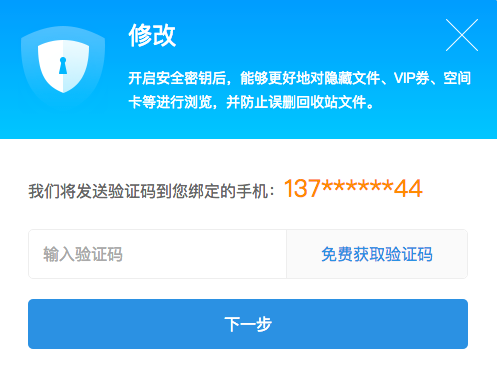 修改
开启安全密钥后，能够更好地对隐藏文件、VIP券、空间
卡等进行浏览，并防止误删回收站文件。
我们将发送验证码到您绑定的手机：137******44
输入验证码
免费获取验证码
下一步